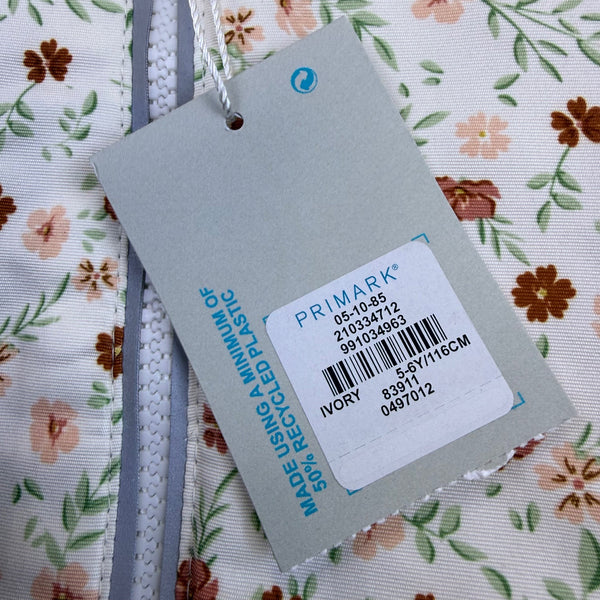 PRIMARK®
05-10-85
210334712
991034963
5-6Y/116CM
IVORY 83911
0497012
MADE USING A MINIMUM OF
50% RECYCLED PLASTIC